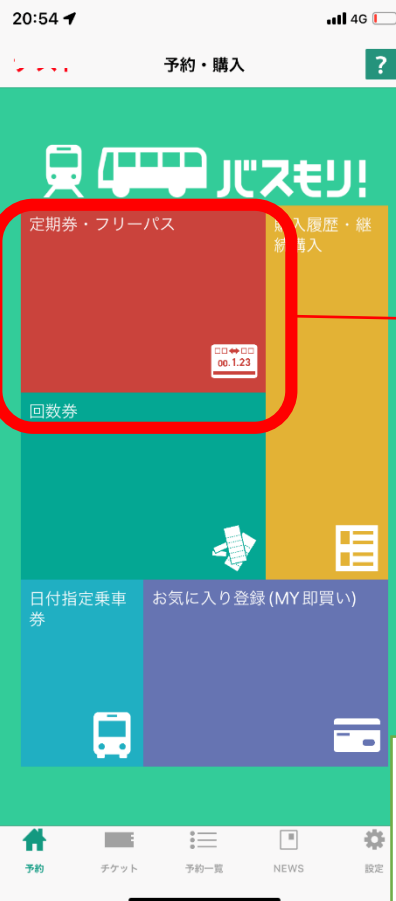 20:54
4G
予約・購入
?
バスもり!
定期券・フリーパス
購入履歴・継
続購入
00.1.23
回数券
日付指定乗車
券
お気に入り登録(MY即買い)
予約
チケット
予約一覧
NEWS
設定